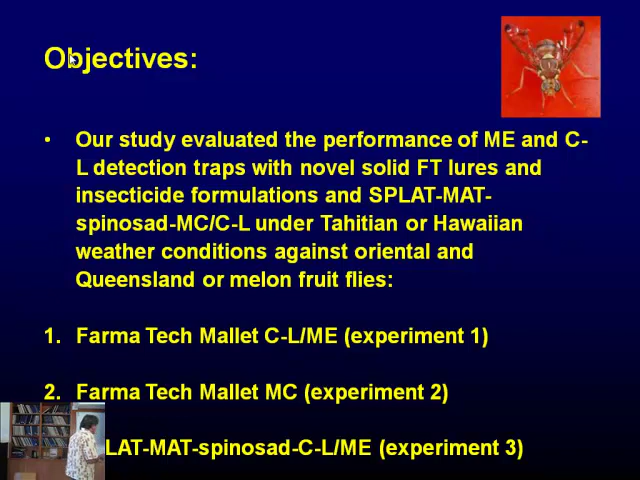 Objectives:
• Our study evaluated the performance of ME and C-
L detection traps with novel solid FT lures and
insecticide formulations and SPLAT-MAT-
spinosad-MC/C-L under Tahitian or Hawaiian
weather conditions against oriental and
Queensland or melon fruit flies:
1. Farma Tech Mallet C-L/ME (experiment 1)
2. Farma Tech Mallet MC (experiment 2)
LAT-MAT-spinosad-C-L/ME (experiment 3)